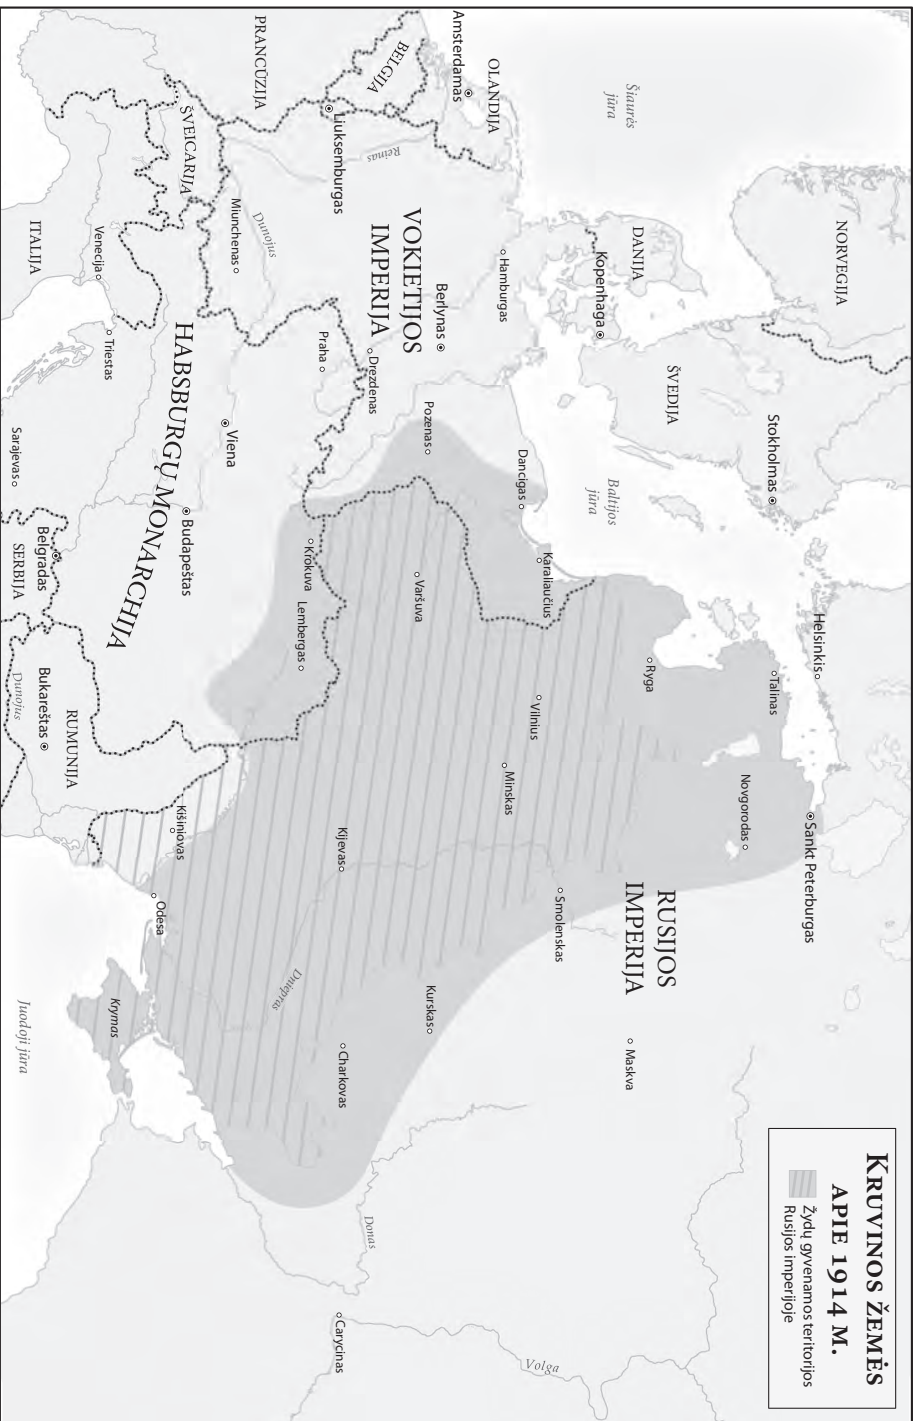 KRUVINOS ŽEMĖS
APIE 1914 M.
Žydų gyvenamos teritorijos
Rusijos imperijoje
NORVEGIJA
ŠVEDIJA
Stokholmas
Helsinkis
Talinas
Sankt Peterburgas
Novgorodas
Šiaurės
jūra
DANIJA
Kopenhaga
Baltijos
jūra
Ryga
RUSIJOS
IMPERIJA
Maskva
Smolenskas
OLANDIJA
Amsterdamas
Hamburgas
Dancigas
Karaliaučius
Vilnius
Minskas
Volga
BELGIJA
VOKIETIJOS
IMPERIJA
Berlynas
Pozenas
Varšuva
Kurskas
Reinas
Drezdenas
Liuksemburgas
Praha
Krokuva
Lembergas
Kijevas
Charkovas
Donas
Carycinas
Dniepras
PRANCŪZIJA
Dunojus
Miunchenas
Viena
ŠVEICARIJA
HABSBURGŲ MONARCHIJA
Budapeštas
Kišiniovas
Odesa
Krymas
Venecija
Triestas
ITALIJA
Sarajevas
Belgradas
SERBIJA
RUMUNIJA
Bukareštas
Dunojus
Juodoji jūra